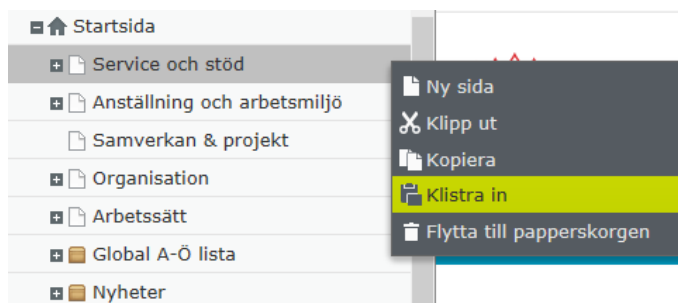 Startsida
Service och stöd
Anställning och arbetsmiljö
Samverkan & projekt
Organisation
Arbetssätt
Global A-Ö lista
Nyheter
Ny sida
Klipp ut
Kopiera
Klistra in
Flytta till papperskorgen